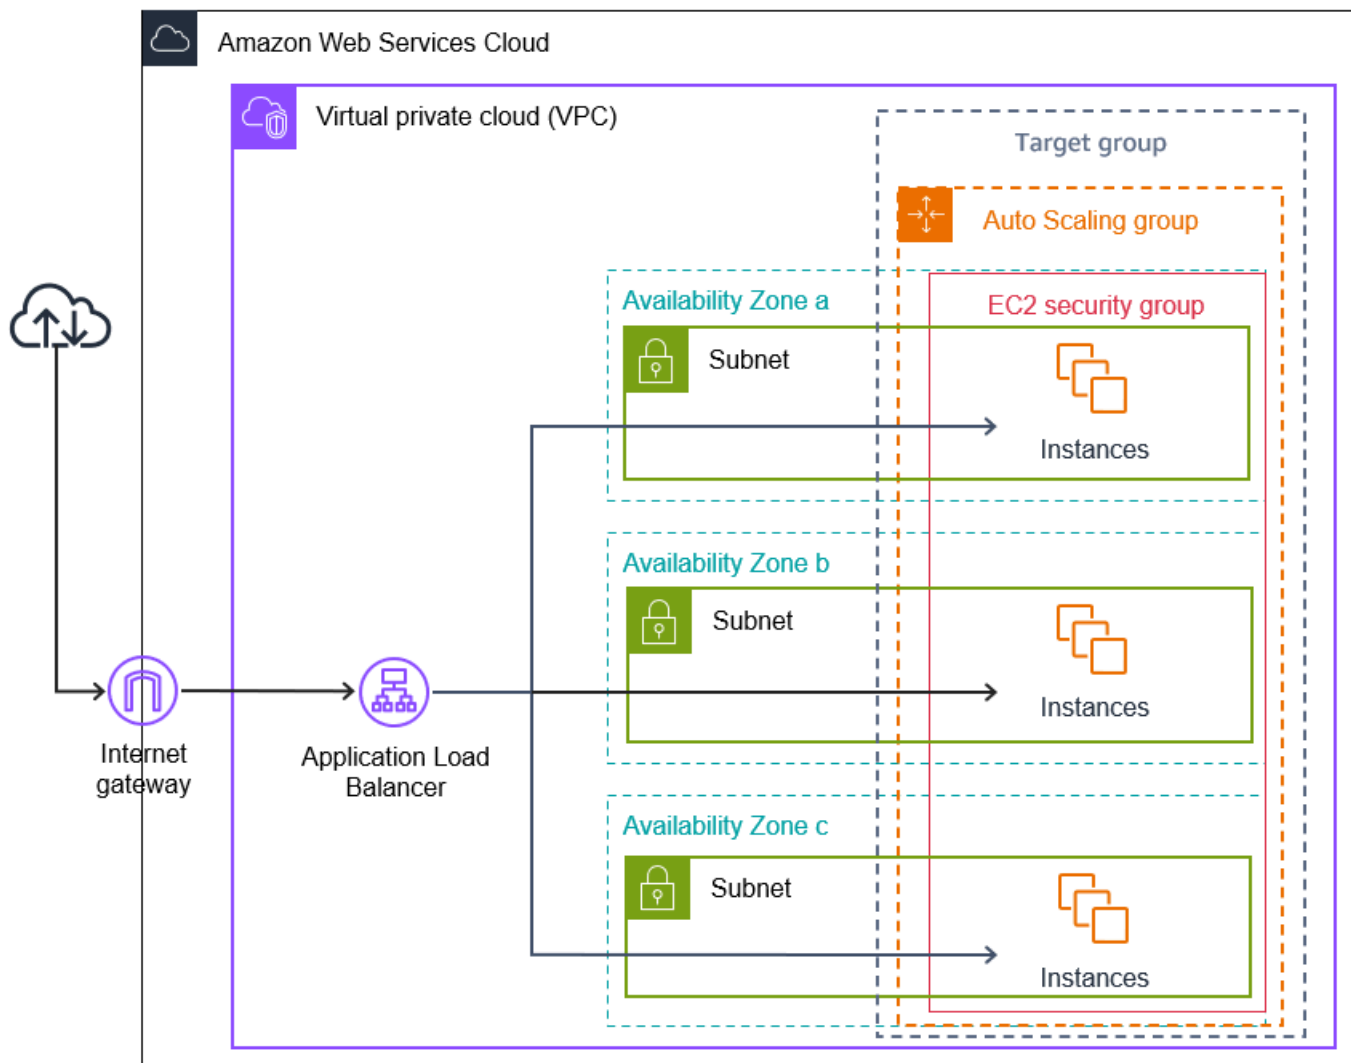 Amazon Web Services Cloud
Virtual private cloud (VPC)
Target group
Auto Scaling group
Availability Zone a
EC2 security group
Subnet
Instances
Availability Zone b
Subnet
Instances
Internet
gateway
Application Load
Balancer
Availability Zone c
Subnet
Instances